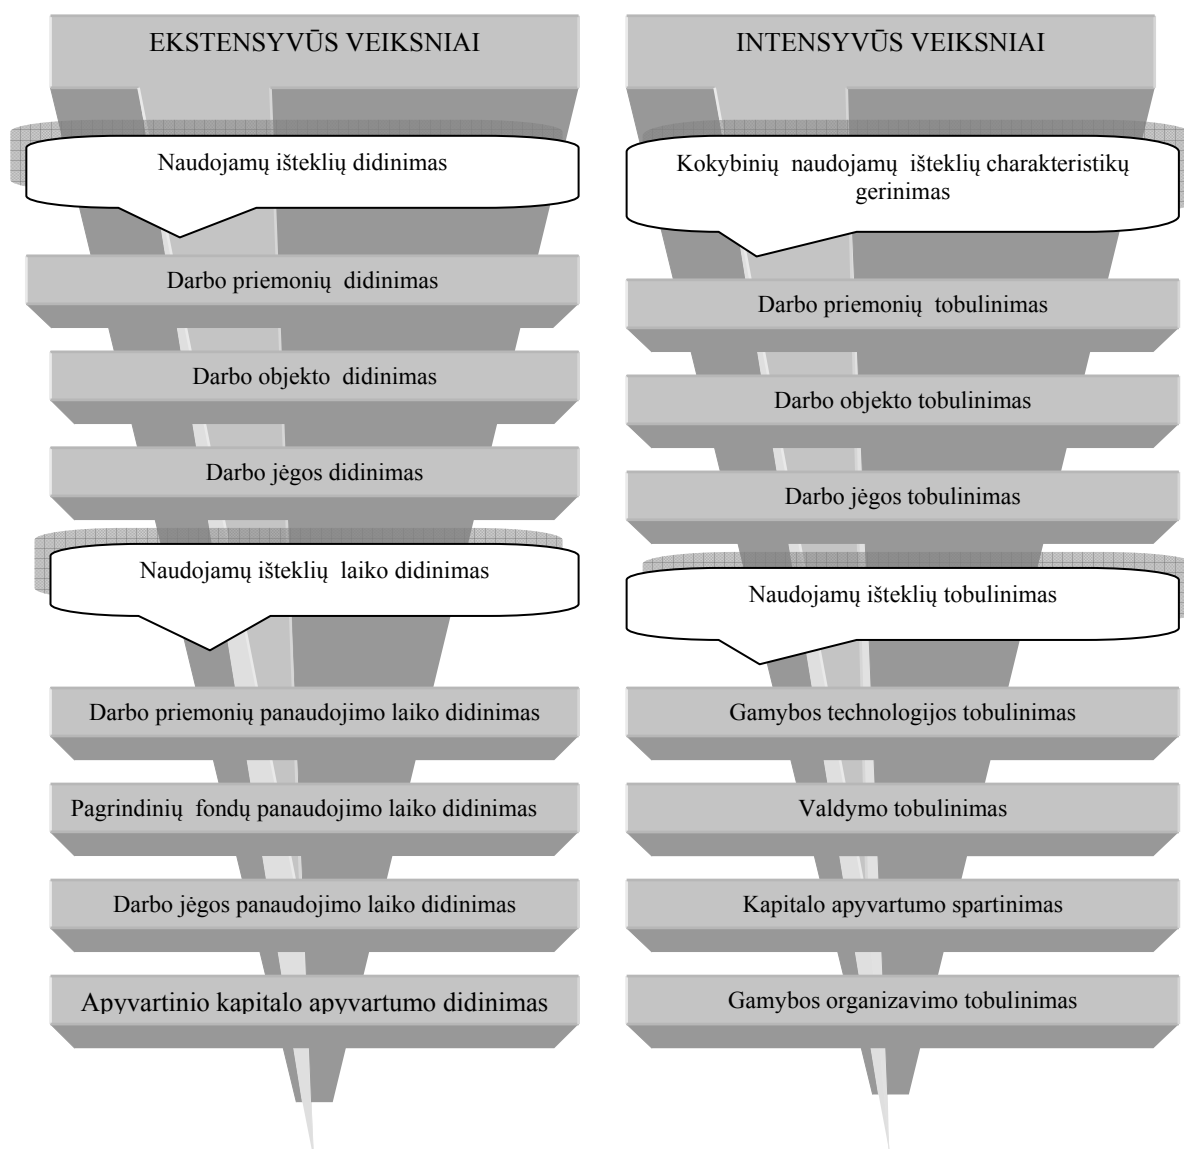 EKSTENSYVŪS VEIKSNIAI
Naudojamų išteklių didinimas
Darbo priemonių didinimas
Darbo objekto didinimas
Darbo jėgos didinimas
Naudojamų išteklių laiko didinimas
Darbo priemonių panaudojimo laiko didinimas
Pagrindinių fondų panaudojimo laiko didinimas
Darbo jėgos panaudojimo laiko didinimas
Apyvartinio kapitalo apyvartumo didinimas
INTENSYVŪS VEIKSNIAI
Kokybinių naudojamų išteklių charakteristikų
gerinimas
Darbo priemonių tobulinimas
Darbo objekto tobulinimas
Darbo jėgos tobulinimas
Naudojamų išteklių tobulinimas
Gamybos technologijos tobulinimas
Valdymo tobulinimas
Kapitalo apyvartumo spartinimas
Gamybos organizavimo tobulinimas